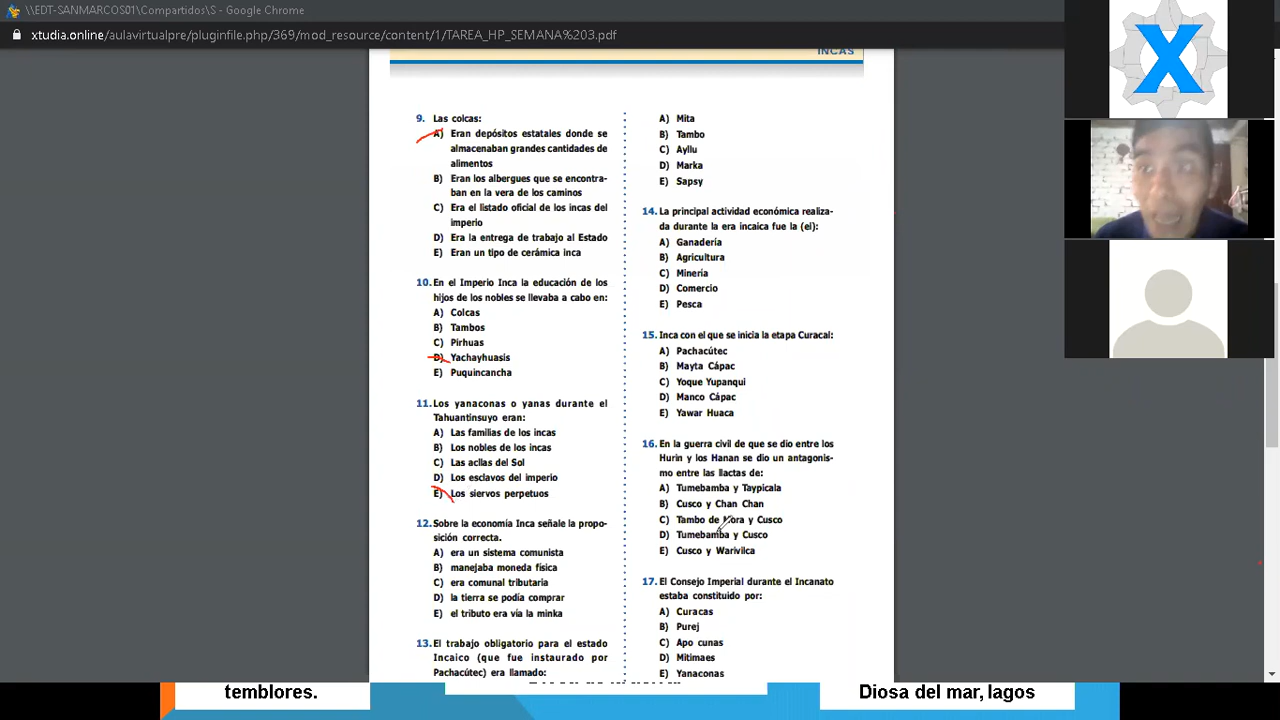 \\EDT-SANMARCOS01\Compartidos\S - Google Chrome
xtudia.online/aulavirtualpre/pluginfile.php/369/mod_resource/content/1/TAREA_HP_SEMANA%203.pdf
INCAS
9. Las colcas:
A) Eran depósitos estatales donde se
almacenaban grandes cantidades de
alimentos
B) Eran los albergues que se encontra-
ban en la vera de los caminos
C) Era el listado oficial de los incas del
imperio
D) Era la entrega de trabajo al Estado
E) Eran un tipo de cerámica inca
10. En el Imperio Inca la educación de los
hijos de los nobles se llevaba a cabo en:
A) Colcas
B) Tambos
C) Pirhuas
D) Yachayhuasis
E) Puquincancha
11. Los yanaconas o yanas durante el
Tahuantinsuyo eran:
A) Las familias de los incas
B) Los nobles de los incas
C) Las acllas del Sol
D) Los esclavos del imperio
E) Los siervos perpetuos
12. Sobre la economía Inca señale la propo-
sición correcta.
A) era un sistema comunista
B) manejaba moneda física
C) era comunal tributaria
D) la tierra se podía comprar
E) el tributo era vía la minka
13. El trabajo obligatorio para el estado
Incaico (que fue instaurado por
Pachacútec) era llamado:
A) Mita
B) Tambo
C) Ayllu
D) Marka
E) Sapsy
14. La principal actividad económica realiza-
da durante la era incaica fue la (el):
A) Ganadería
B) Agricultura
C) Minería
D) Comercio
E) Pesca
15. Inca con el que se inicia la etapa Curacal:
A) Pachacútec
B) Mayta Cápac
C) Yoque Yupanqui
D) Manco Cápac
E) Yawar Huaca
16. En la guerra civil de que se dio entre los
Hurin y los Hanan se dio un antagonis-
mo entre las llactas de:
A) Tumebamba y Taypicala
B) Cusco y Chan Chan
C) Tambo de Mora y Cusco
D) Tumebamba y Cusco
E) Cusco y Warivilca
17. El Consejo Imperial durante el Incanato
estaba constituido por:
A) Curacas
B) Purej
C) Apo cunas
D) Mitimaes
E) Yanaconas
temblores.
Diosa del mar, lagos